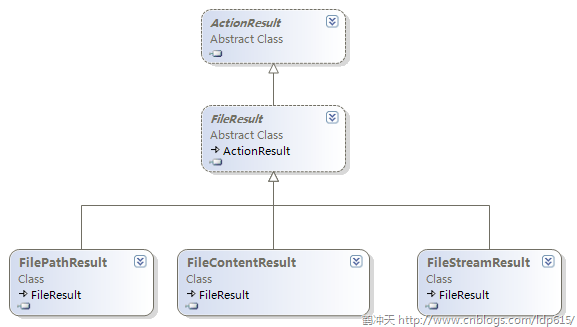 ActionResult
Abstract Class
FileResult
Abstract Class
ActionResult
FilePathResult
Class
FileResult
FileContentResult
Class
FileResult
FileStreamResult
Class
FileResult
鹤冲天 http://www.cnblogs.com/ldp615/